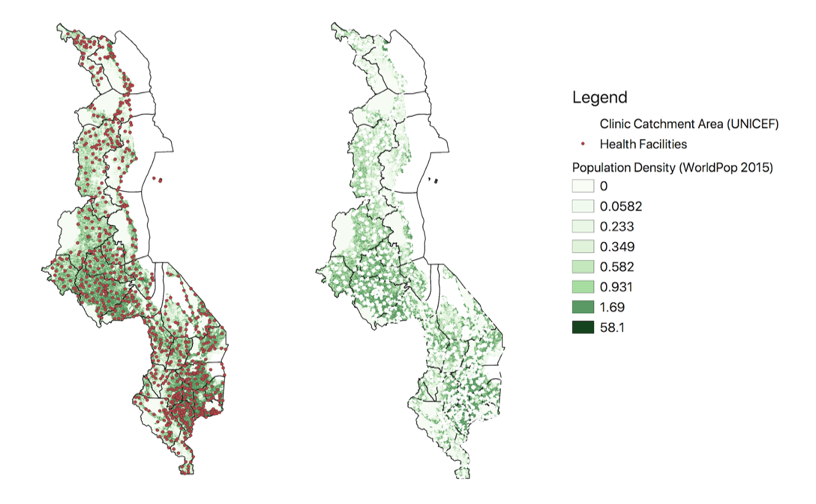 Legend
Clinic Catchment Area (UNICEF)
Health Facilities
Population Density (WorldPop 2015)
0
0.0582
0.233
0.349
0.582
0.931
1.69
58.1